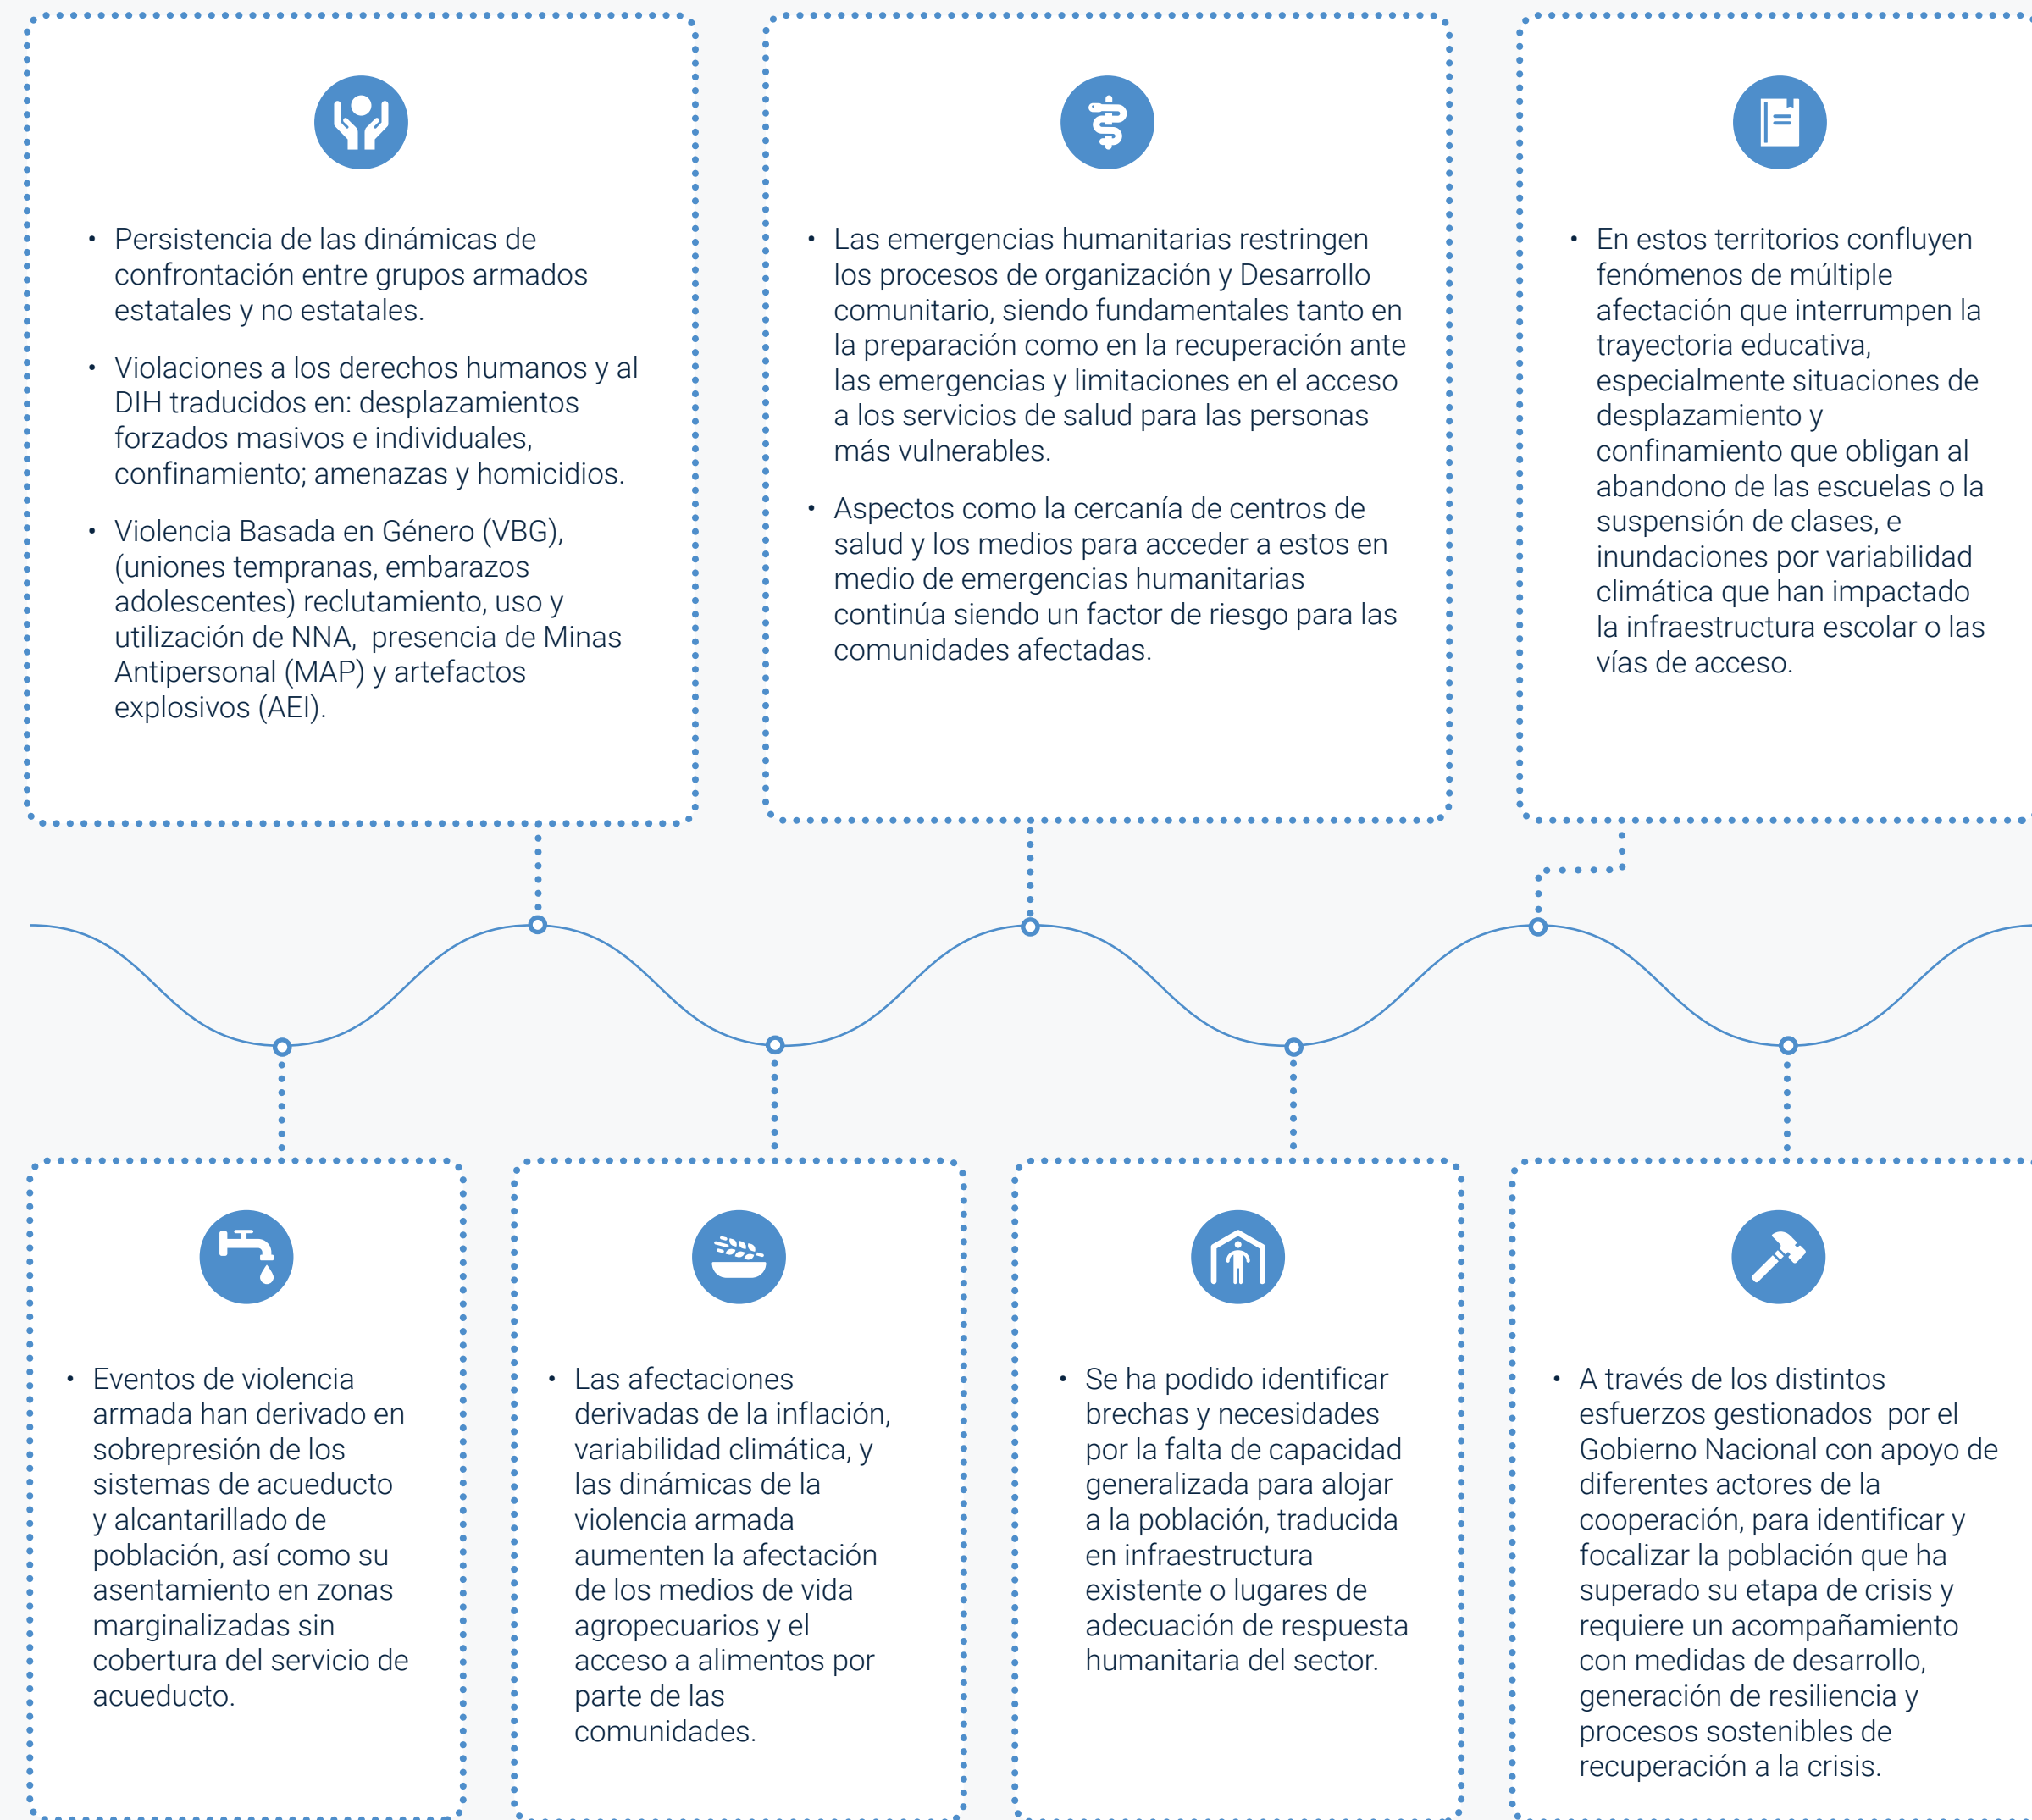 • Persistencia de las dinámicas de
confrontación entre grupos armados
estatales y no estatales.
• Violaciones a los derechos humanos y al
DIH traducidos en: desplazamientos
forzados masivos e individuales,
confinamiento; amenazas y homicidios.
• Violencia Basada en Género (VBG),
(uniones tempranas, embarazos
adolescentes) reclutamiento, uso y
utilización de NNA,  presencia de Minas
Antipersonal (MAP) y artefactos
explosivos (AEI).
• Las emergencias humanitarias restringen
los procesos de organización y Desarrollo
comunitario, siendo fundamentales tanto en
la preparación como en la recuperación ante
las emergencias y limitaciones en el acceso
a los servicios de salud para las personas
más vulnerables.
• Aspectos como la cercanía de centros de
salud y los medios para acceder a estos en
medio de emergencias humanitarias
continúa siendo un factor de riesgo para las
comunidades afectadas.
• En estos territorios confluyen
fenómenos de múltiple
afectación que interrumpen la
trayectoria educativa,
especialmente situaciones de
desplazamiento y
confinamiento que obligan al
abandono de las escuelas o la
suspensión de clases, e
inundaciones por variabilidad
climática que han impactado
la infraestructura escolar o las
vías de acceso.
• Eventos de violencia
armada han derivado en
sobrepresión de los
sistemas de acueducto
y alcantarillado de
población, así como su
asentamiento en zonas
marginalizadas sin
cobertura del servicio de
acueducto.
• Las afectaciones
derivadas de la inflación,
variabilidad climática, y
las dinámicas de la
violencia armada
aumenten la afectación
de los medios de vida
agropecuarios y el
acceso a alimentos por
parte de las
comunidades.
• Se ha podido identificar
brechas y necesidades
por la falta de capacidad
generalizada para alojar
a la población, traducida
en infraestructura
existente o lugares de
adecuación de respuesta
humanitaria del sector.
• A través de los distintos
esfuerzos gestionados  por el
Gobierno Nacional con apoyo de
diferentes actores de la
cooperación, para identificar y
focalizar la población que ha
superado su etapa de crisis y
requiere un acompañamiento
con medidas de desarrollo,
generación de resiliencia y
procesos sostenibles de
recuperación a la crisis.